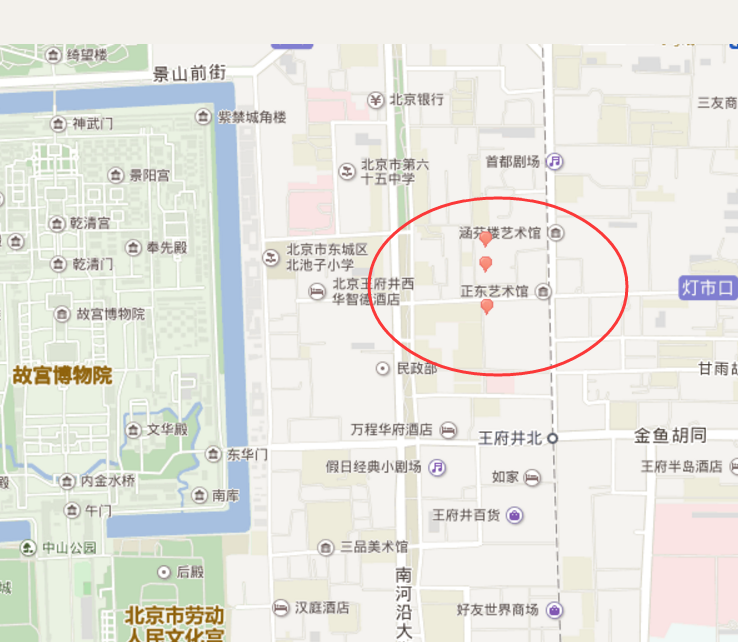 绮望楼
景山前街
北京银行
神武门
紫禁城角楼
三友商
首都剧场
北京市第六
十五中学
景阳宫
乾清宫
涵芬楼艺术馆
奉先殿
北京市东城区
北池子小学
乾清门
北京王府井西
华智德酒店
正东艺术馆
灯市口
故宫博物院
民政部
甘雨胡
故宫博物院
文华殿
万程华府酒店
王府井北
金鱼胡同
东华门
假日经典小剧场
王府半岛酒店
殿
内金水桥
如家
南库
午门
王府井百货
中山公园
三品美术馆
后殿
南河沿大
城
汉庭酒店
好友世界商场
北京市劳动
人民文化宫